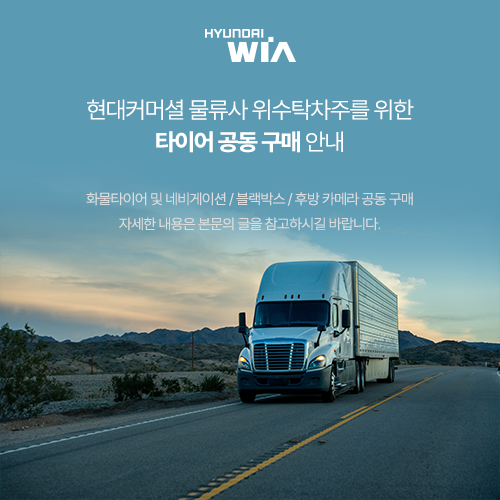 HYUNDAI
WIA
현대커머셜 물류사 위수탁차주를 위한
타이어 공동 구매 안내
화물타이어 및 네비게이션 / 블랙박스 / 후방 카메라 공동 구매
자세한 내용은 본문의 글을 참고하시길 바랍니다.